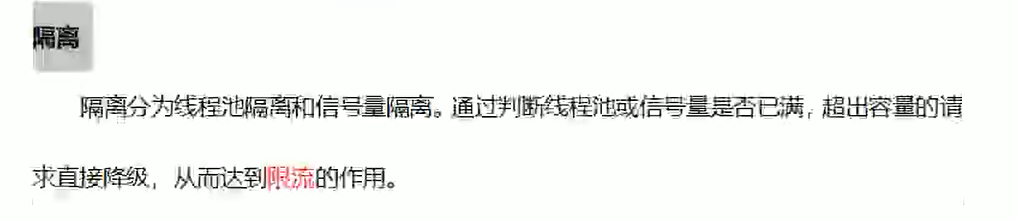 隔离
隔离分为线程池隔离和信号量隔离。通过判断线程池或信号量是否已满，超出容量的请
求直接降级，从而达到限流的作用。